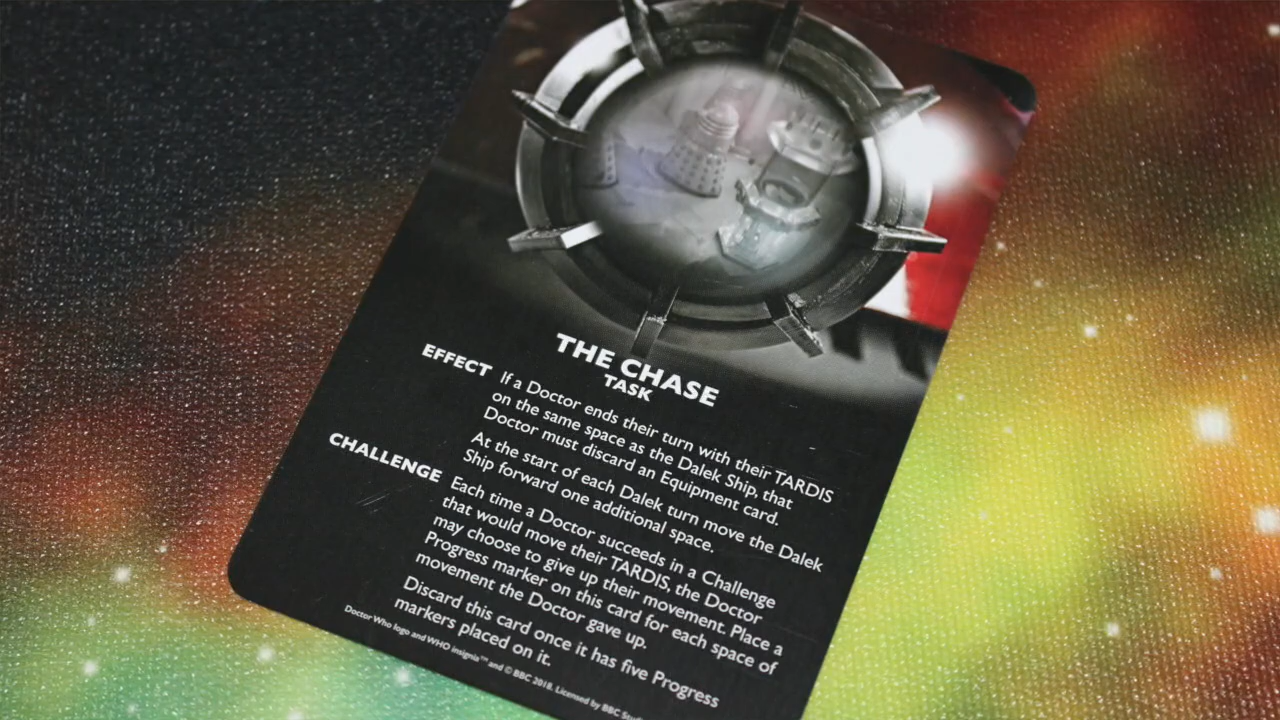 THE CHASE
TASK
EFFECT If a Doctor ends their turn with their TARDIS
on the same space as the Dalek Ship, that
Doctor must discard an Equipment card.
At the start of each Dalek turn move the Dalek
Ship forward one additional space.
CHALLENGE Each time a Doctor succeeds in a Challenge
that would move their TARDIS, the Doctor
may choose to give up their movement. Place a
Progress marker on this card for each space of
movement the Doctor gave up.
Discard this card once it has five Progress
markers placed on it.
Doctor Who logo and WHO insignia™ and © BBC 2018. Licensed by BBC